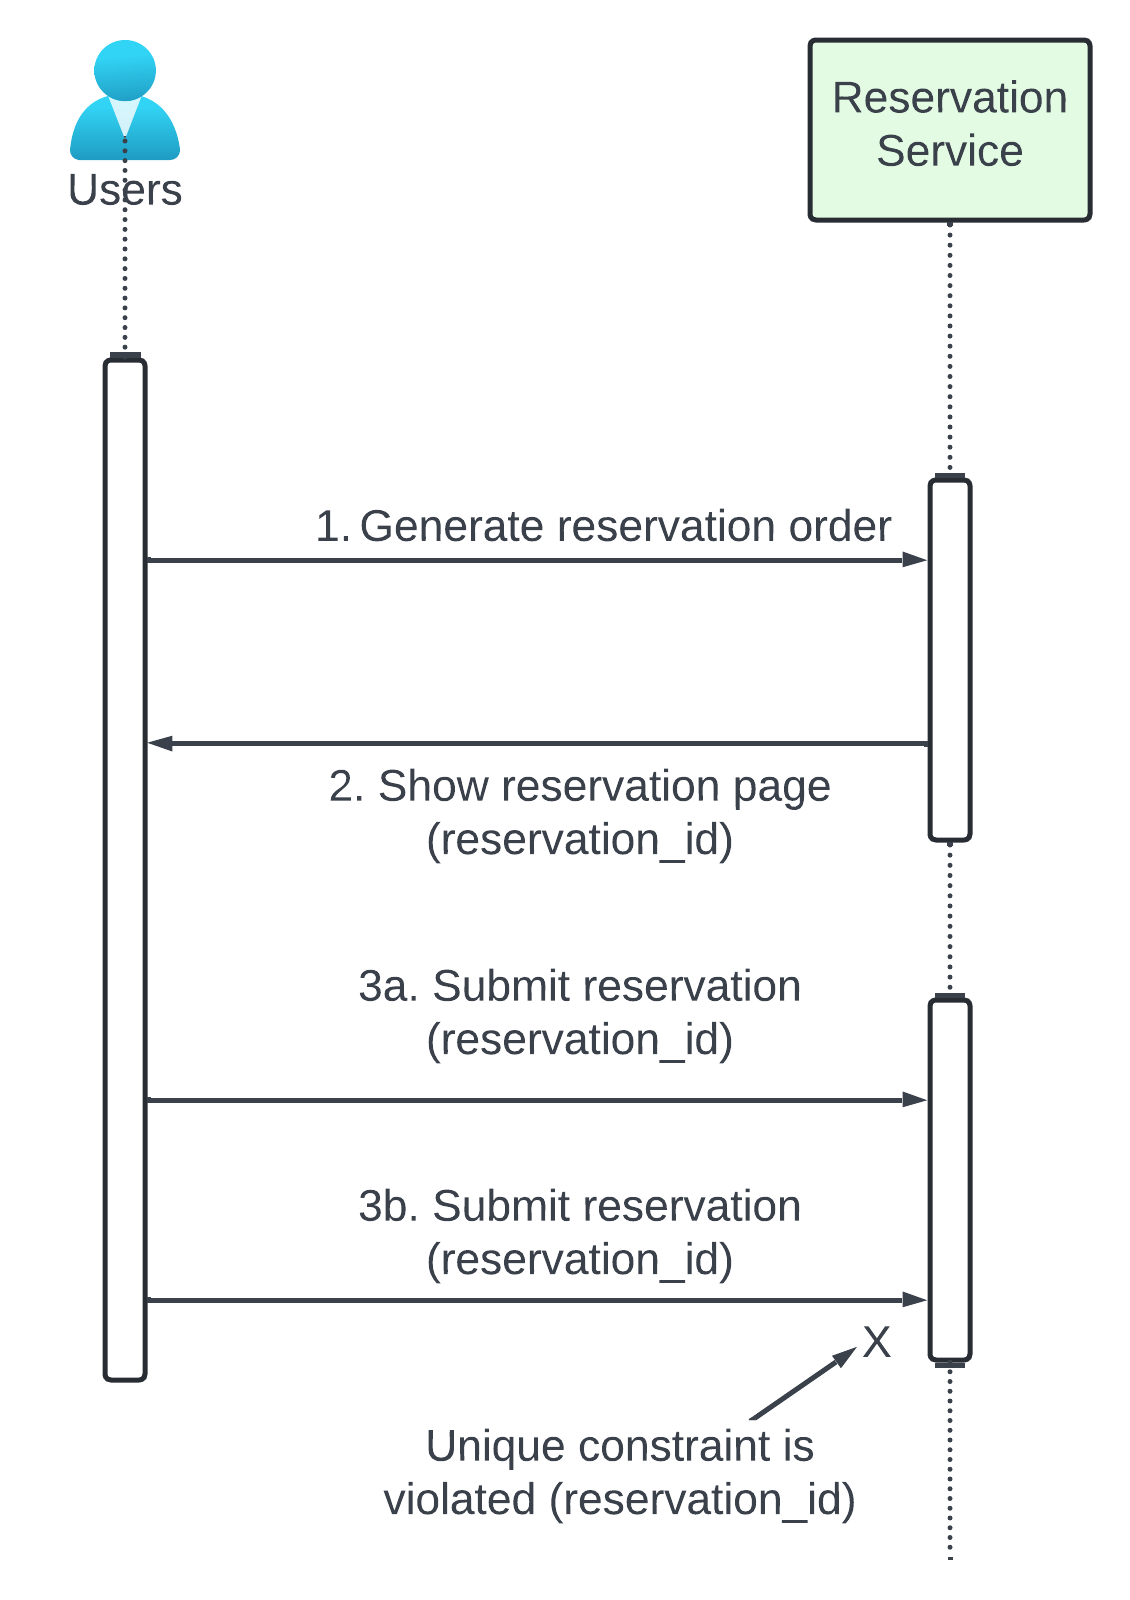 Users
Reservation
Service
1. Generate reservation order
2. Show reservation page
(reservation_id)
3a. Submit reservation
(reservation_id)
3b. Submit reservation
(reservation_id)
X
Unique constraint is
violated (reservation_id)